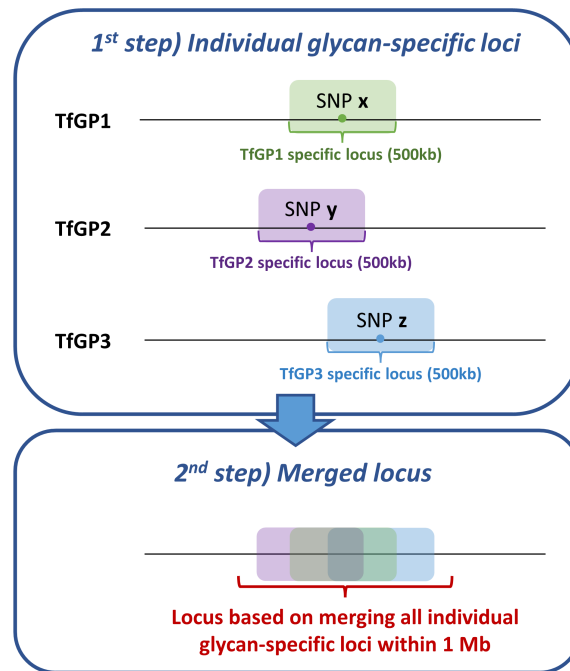 1st step) Individual glycan-specific loci
SNP x
TfGP1
TfGP1 specific locus (500kb)
SNP y
TfGP2
TfGP2 specific locus (500kb)
SNP z
TfGP3
TfGP3 specific locus (500kb)
2nd step) Merged locus
Locus based on merging all individual
glycan-specific loci within 1 Mb